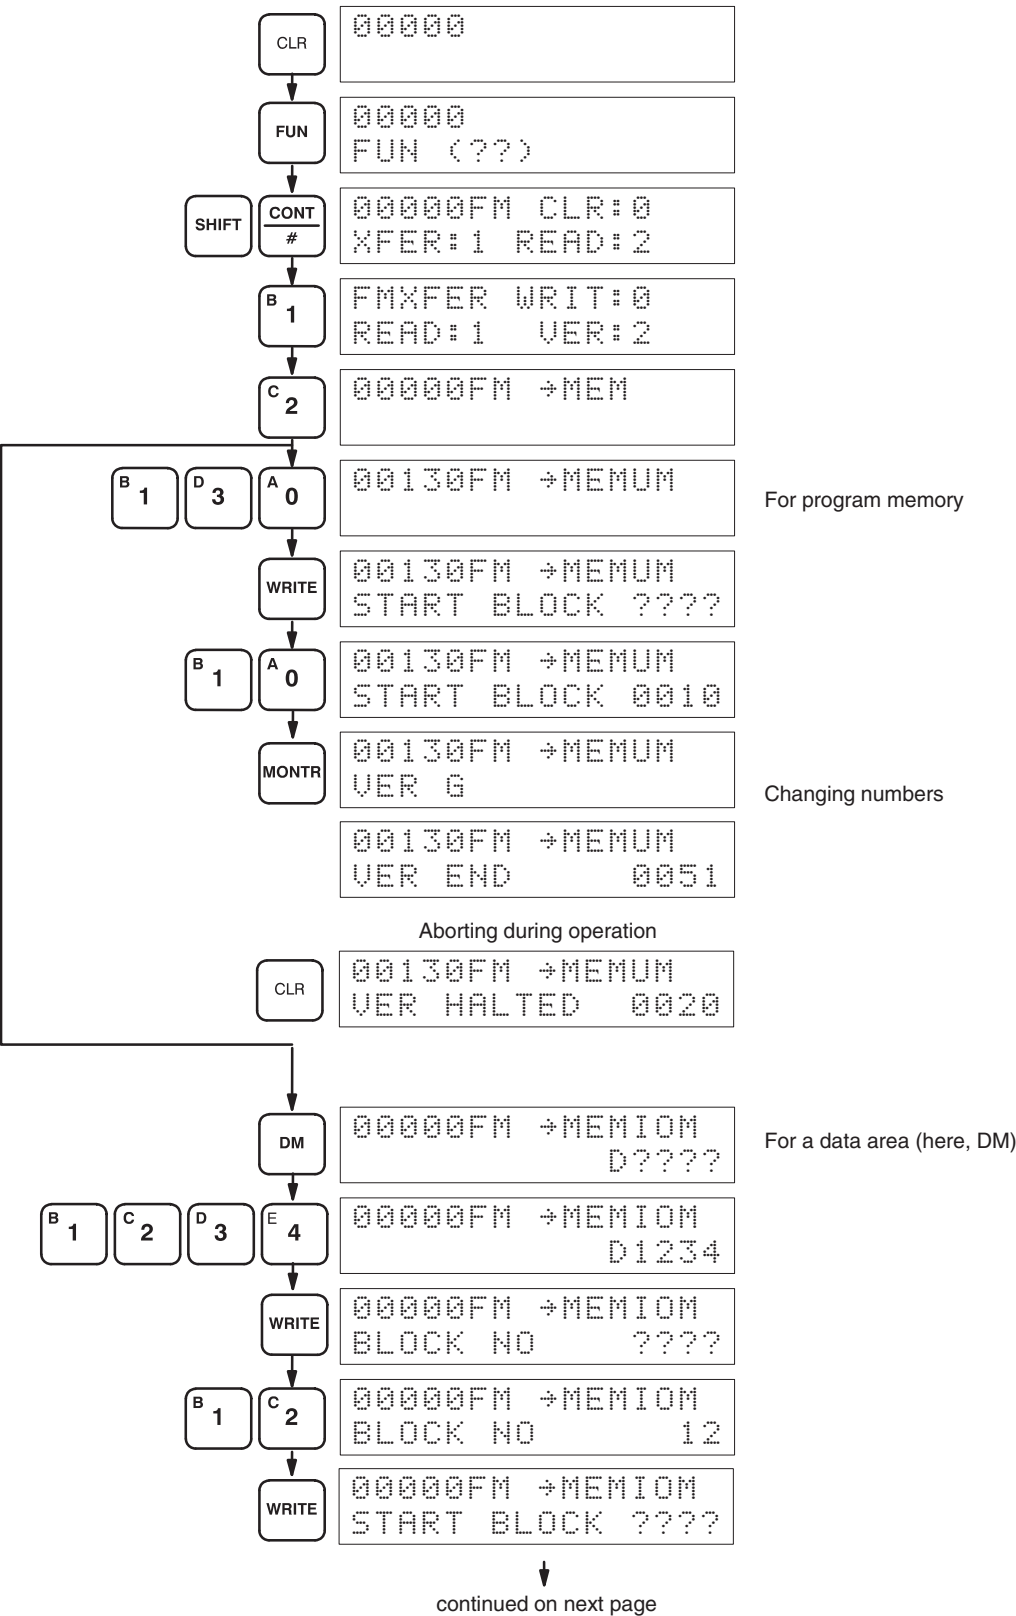 CLR
00000
FUN
00000
FUN (??)
SHIFT CONT
#
00000FM CLR:0
XFER:1 READ:2
B 1
FMXFER WRIT:0
READ:1 VER:2
C 2
00000FM →MEM
B 1 D 3 A 0
00130FM →MEMUM
For program memory
WRITE
00130FM →MEMUM
START BLOCK ????
B 1 A 0
00130FM →MEMUM
START BLOCK 0010
MONTR
00130FM →MEMUM
VER G
Changing numbers
00130FM →MEMUM
VER END 0051
Aborting during operation
CLR
00130FM →MEMUM
VER HALTED 0020
DM
00000FM →MEMIOM
D????
For a data area (here, DM)
B 1 C 2 D 3 E 4
00000FM →MEMIOM
D1234
WRITE
00000FM →MEMIOM
BLOCK NO ????
B 1 C 2
00000FM →MEMIOM
BLOCK NO 12
WRITE
00000FM →MEMIOM
START BLOCK ????
continued on next page